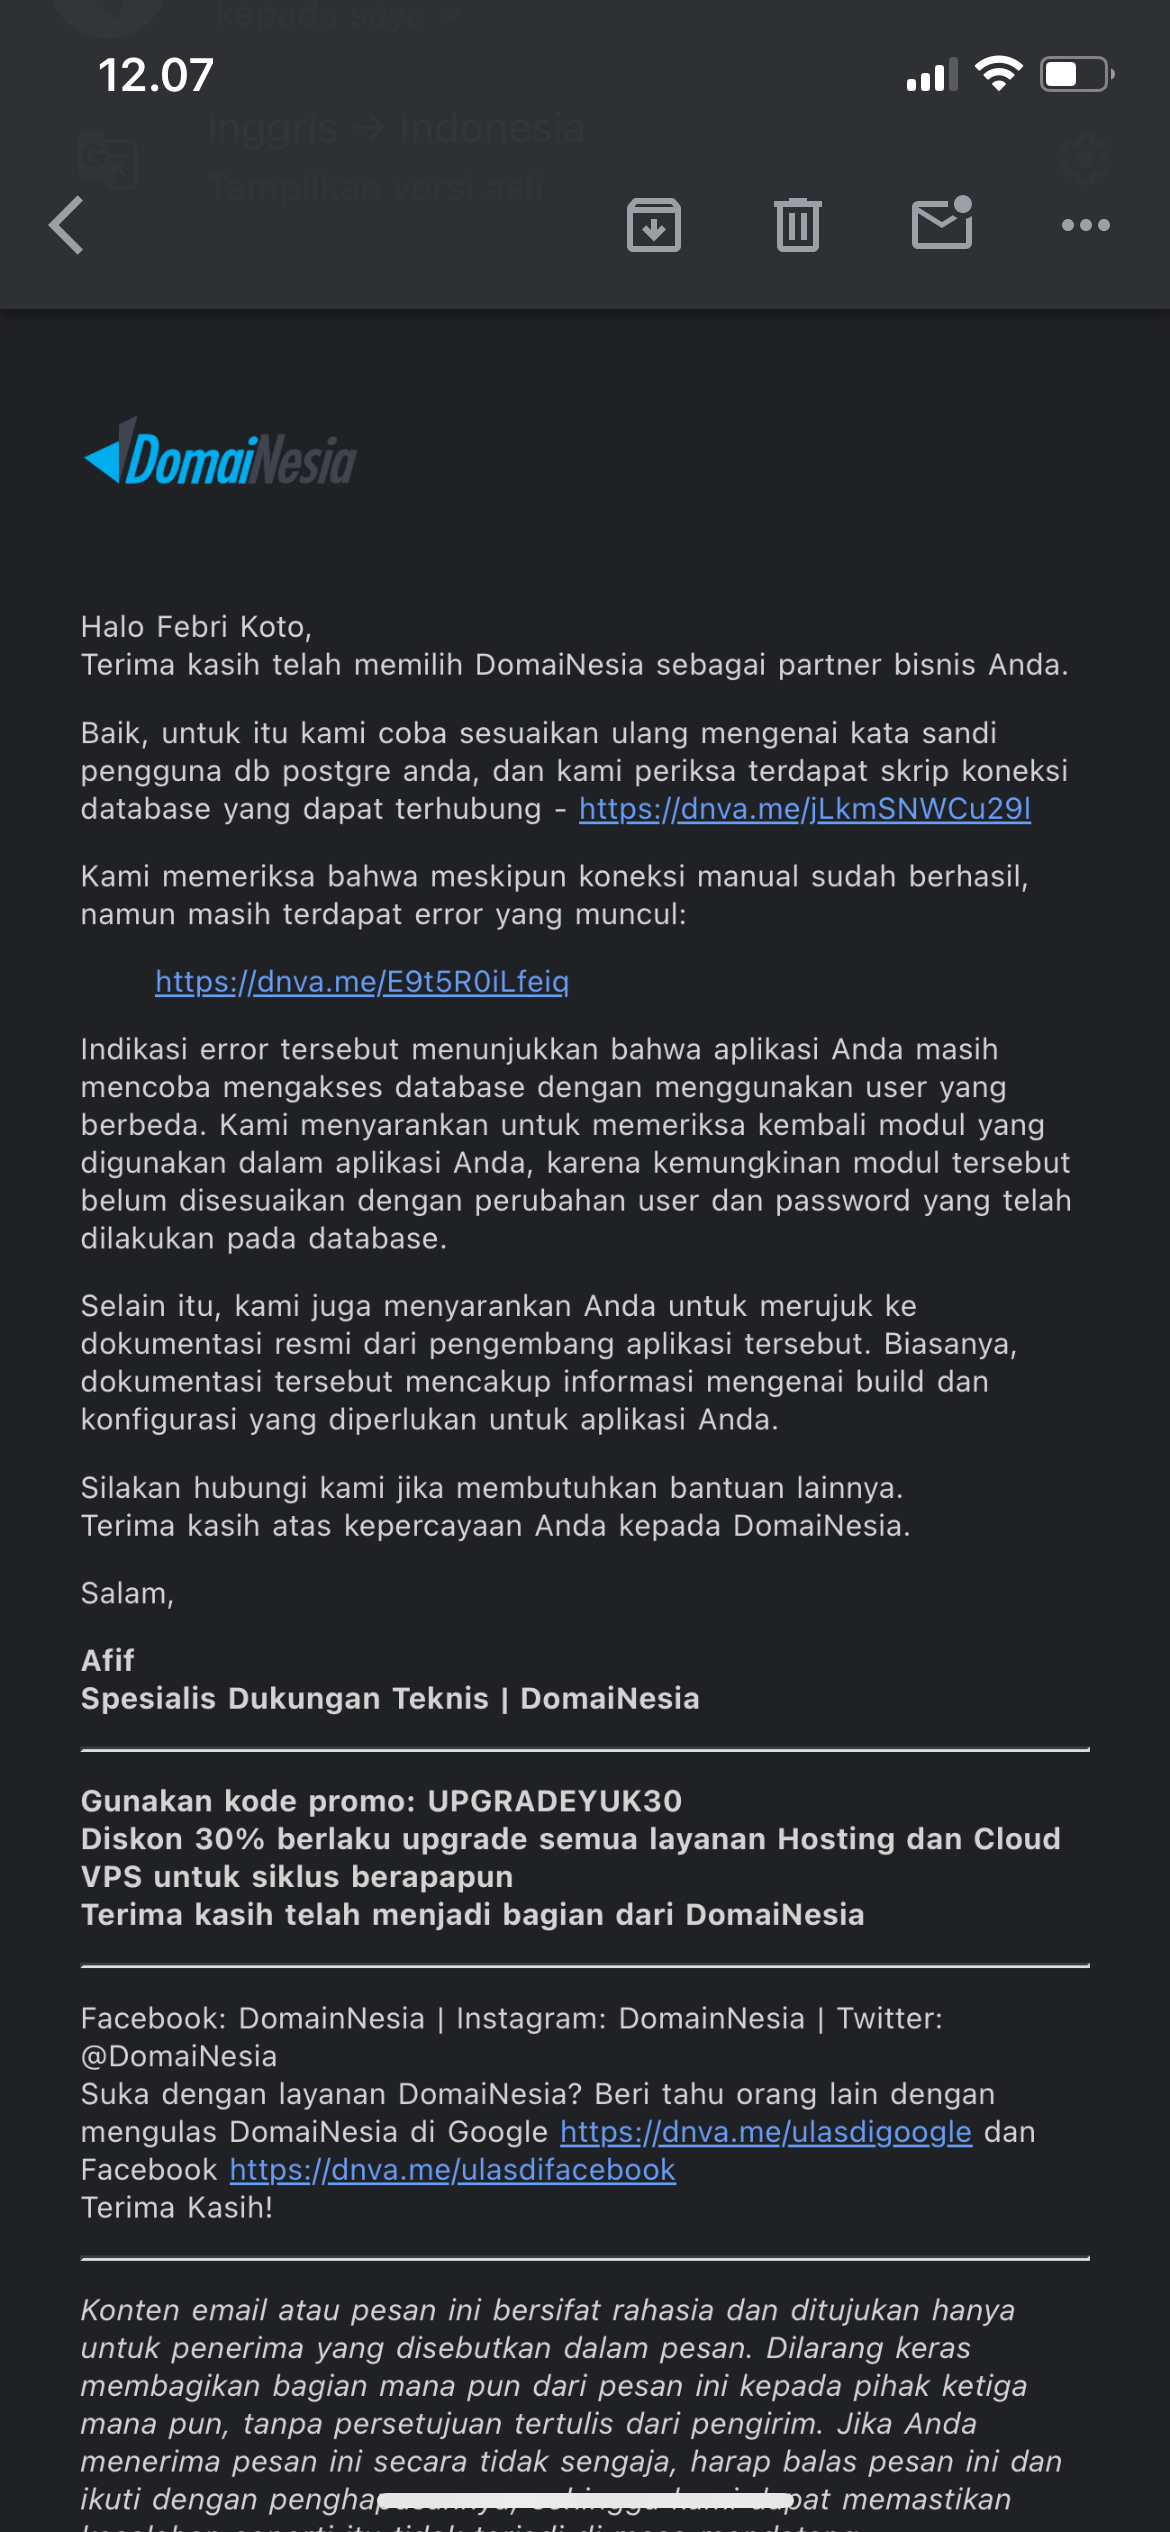 kepada saya
12.07
Inggris → Indonesia
Tampilkan versi asli
DomaiNesia
Halo Febri Koto,
Terima kasih telah memilih DomaiNesia sebagai partner bisnis Anda.
Baik, untuk itu kami coba sesuaikan ulang mengenai kata sandi
pengguna db postgre anda, dan kami periksa terdapat skrip koneksi
database yang dapat terhubung - https://dnva.me/jLkmSNWCu29l
Kami memeriksa bahwa meskipun koneksi manual sudah berhasil,
namun masih terdapat error yang muncul:
https://dnva.me/E9t5R0iLfeiq
Indikasi error tersebut menunjukkan bahwa aplikasi Anda masih
mencoba mengakses database dengan menggunakan user yang
berbeda. Kami menyarankan untuk memeriksa kembali modul yang
digunakan dalam aplikasi Anda, karena kemungkinan modul tersebut
belum disesuaikan dengan perubahan user dan password yang telah
dilakukan pada database.
Selain itu, kami juga menyarankan Anda untuk merujuk ke
dokumentasi resmi dari pengembang aplikasi tersebut. Biasanya,
dokumentasi tersebut mencakup informasi mengenai build dan
konfigurasi yang diperlukan untuk aplikasi Anda.
Silakan hubungi kami jika membutuhkan bantuan lainnya.
Terima kasih atas kepercayaan Anda kepada DomaiNesia.
Salam,
Afif
Spesialis Dukungan Teknis | DomaiNesia
Gunakan kode promo: UPGRADEYUK30
Diskon 30% berlaku upgrade semua layanan Hosting dan Cloud
VPS untuk siklus berapapun
Terima kasih telah menjadi bagian dari DomaiNesia
Facebook: DomainNesia | Instagram: DomainNesia | Twitter:
@DomaiNesia
Suka dengan layanan DomaiNesia? Beri tahu orang lain dengan
mengulas DomaiNesia di Google https://dnva.me/ulasdigoogle dan
Facebook https://dnva.me/ulasdifacebook
Terima Kasih!
Konten email atau pesan ini bersifat rahasia dan ditujukan hanya
untuk penerima yang disebutkan dalam pesan. Dilarang keras
membagikan bagian mana pun dari pesan ini kepada pihak ketiga
mana pun, tanpa persetujuan tertulis dari pengirim. Jika Anda
menerima pesan ini secara tidak sengaja, harap balas pesan ini dan
ikuti dengan penghapusannya, sehingga kami dapat memastikan